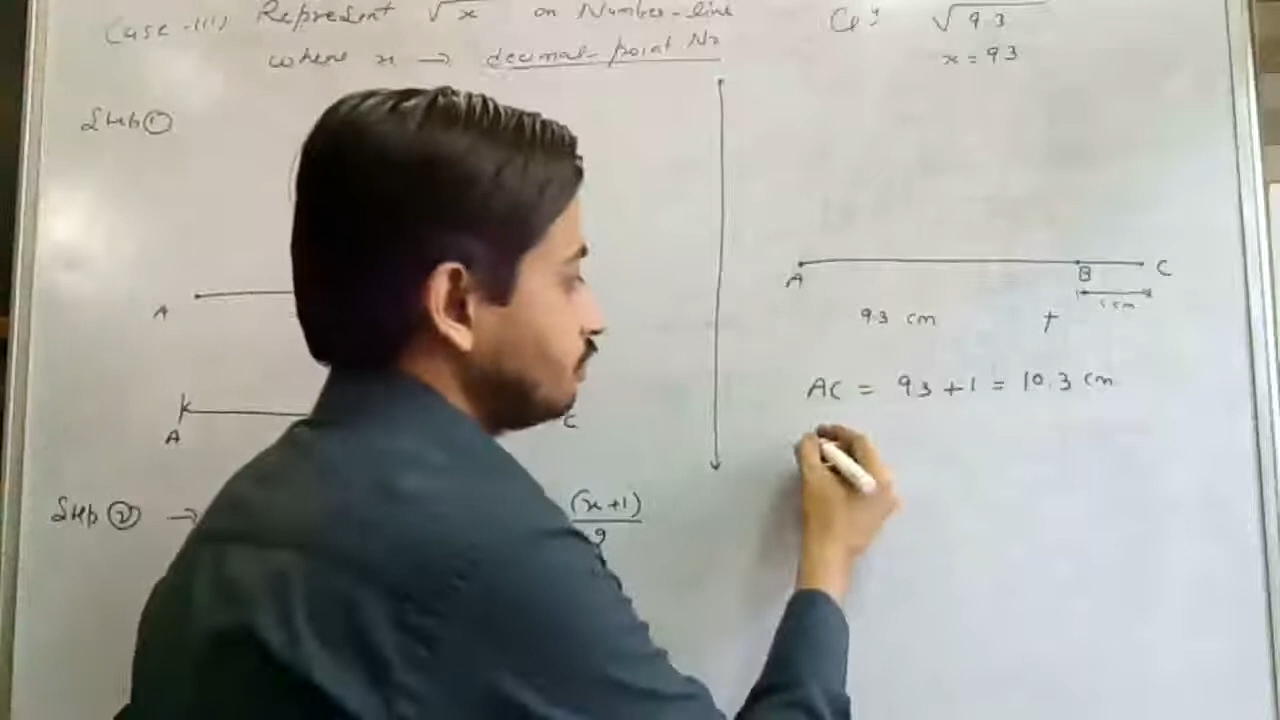 Case-III) Represent √x on Number-line
where x → decimal-point No
Step ①
A
A
C
Step ② →
(x+1)
2
Q:› √9.3
x = 9.3
A B C
1 cm
9.3 cm +
AC = 9.3 + 1 = 10.3 cm